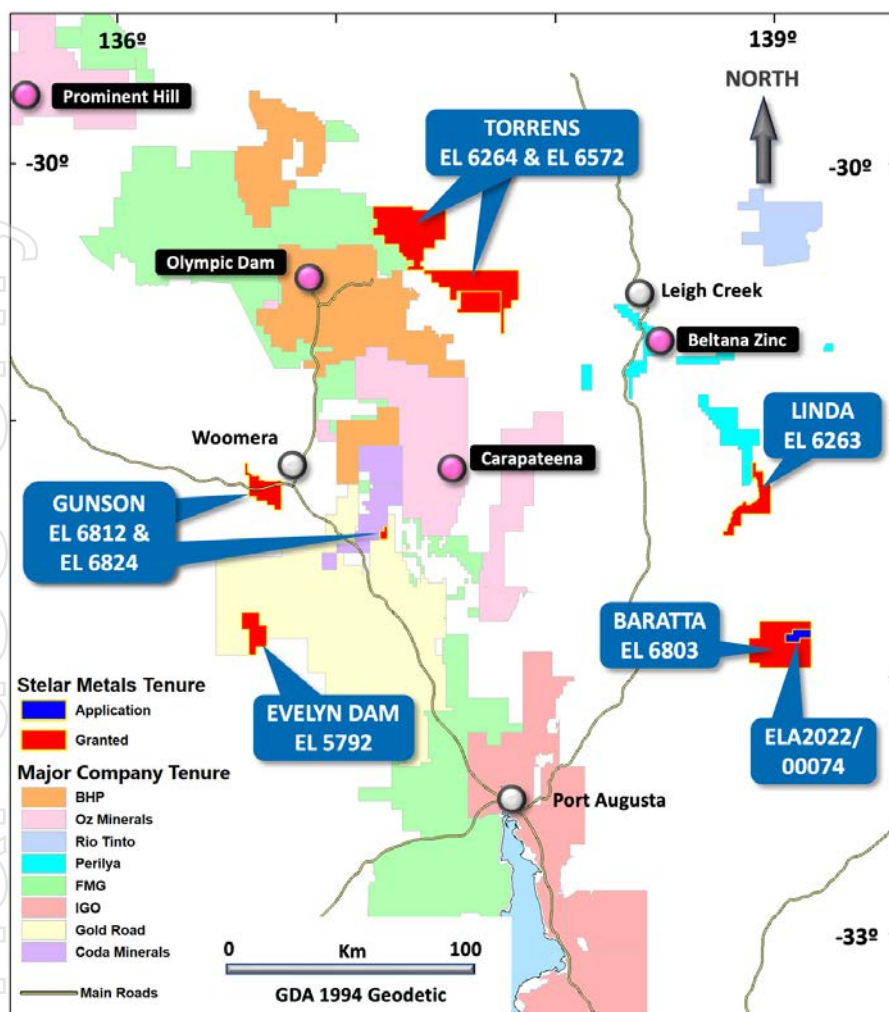 136º
139º
Prominent Hill
NORTH
TORRENS
EL 6264 & EL 6572
-30º
-30º
Olympic Dam
Leigh Creek
Beltana Zinc
LINDA
EL 6263
Woomera
Carapateena
GUNSON
EL 6812 &
EL 6824
BARATTA
EL 6803
EVELYN DAM
EL 5792
ELA2022/
00074
Stelar Metals Tenure
Application
Granted
Major Company Tenure
BHP
Oz Minerals
Rio Tinto
Perilya
FMG
IGO
Gold Road
Coda Minerals
Main Roads
Port Augusta
0 Km 100
GDA 1994 Geodetic
-33º